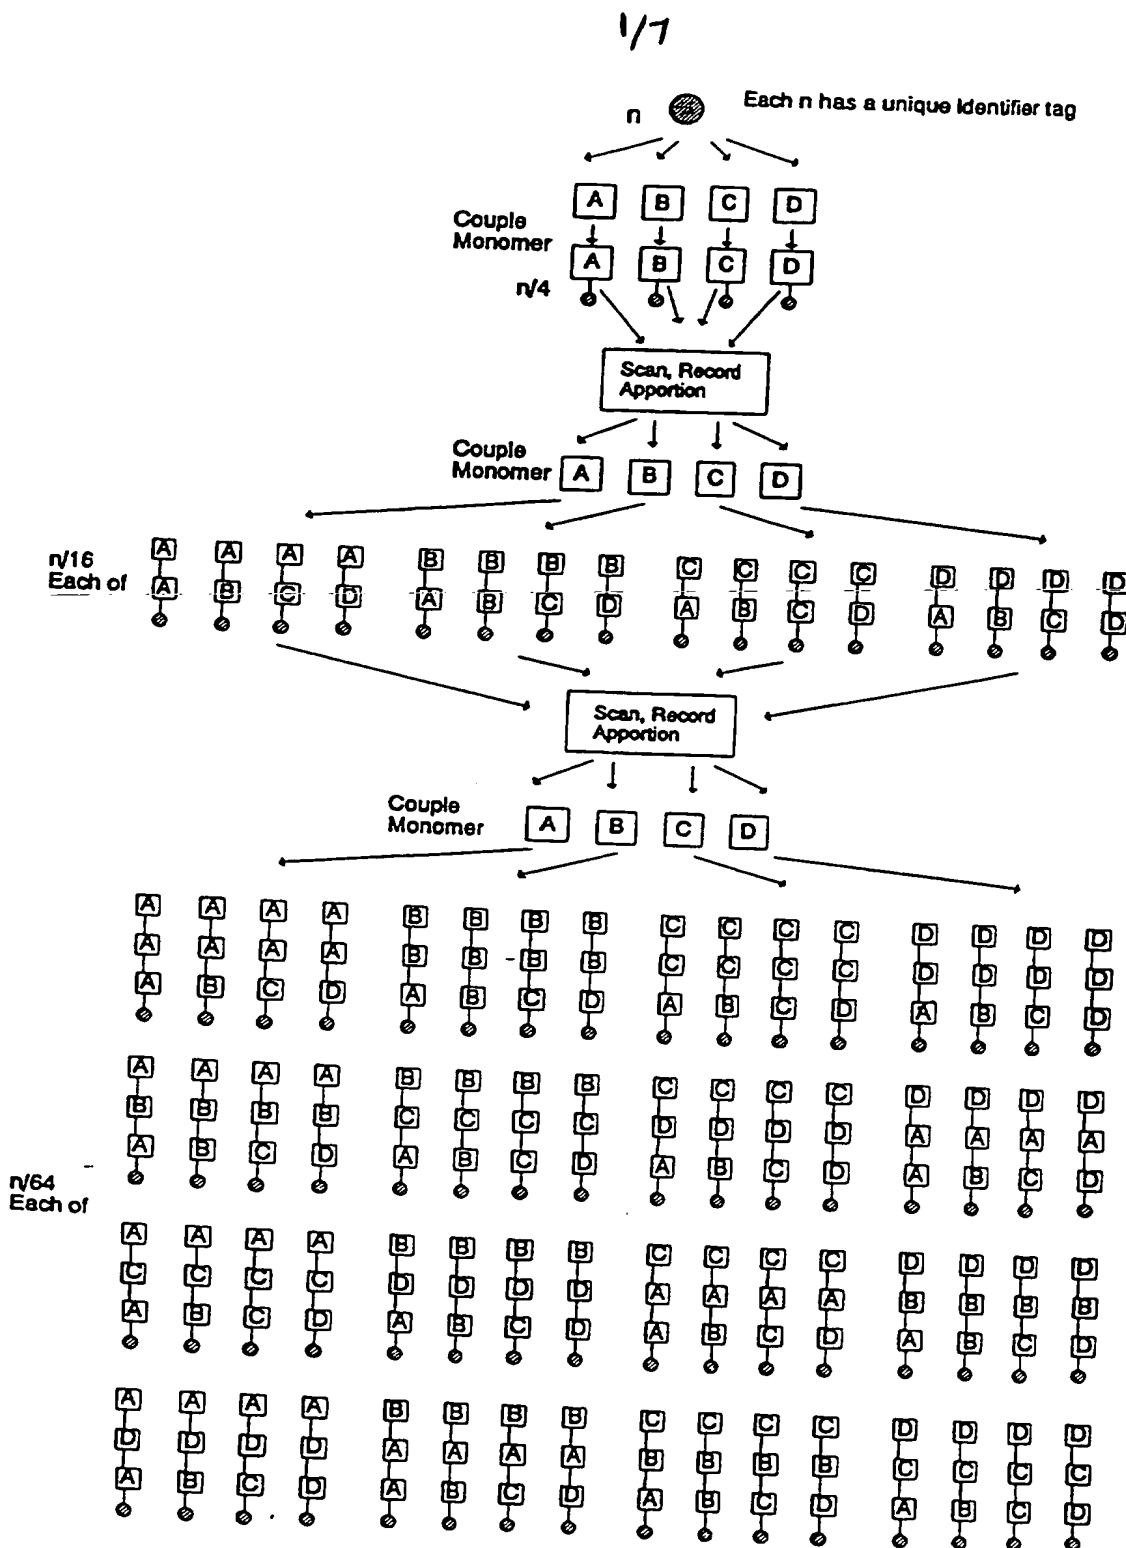 1/7
n Each n has a unique Identifier tag
A B C D
Couple
Monomer
A B C D
n/4
Scan, Record
Apportion
Couple
Monomer A B C D
n/16
Each of
A A A A B B B B C C C C D D D D
A B C D A B C D A B C D A B C D
Scan, Record
Apportion
Couple
Monomer A B C D
A A A A B B B B C C C C D D D D
A A A A B B B B C C C C D D D D
A B C D A B C D A B C D A B C D
A A A A B B B B C C C C D D D D
B B B B C C C C D D D D A A A A
A B C D A B C D A B C D A B C D
n/64
Each of
A A A A B B B B C C C C D D D D
C C C C D D D D A A A A B B B B
A B C D A B C D A B C D A B C D
A A A A B B B B C C C C D D D D
D D D D A A A A B B B B C C C C
A B C D A B C D A B C D A B C D